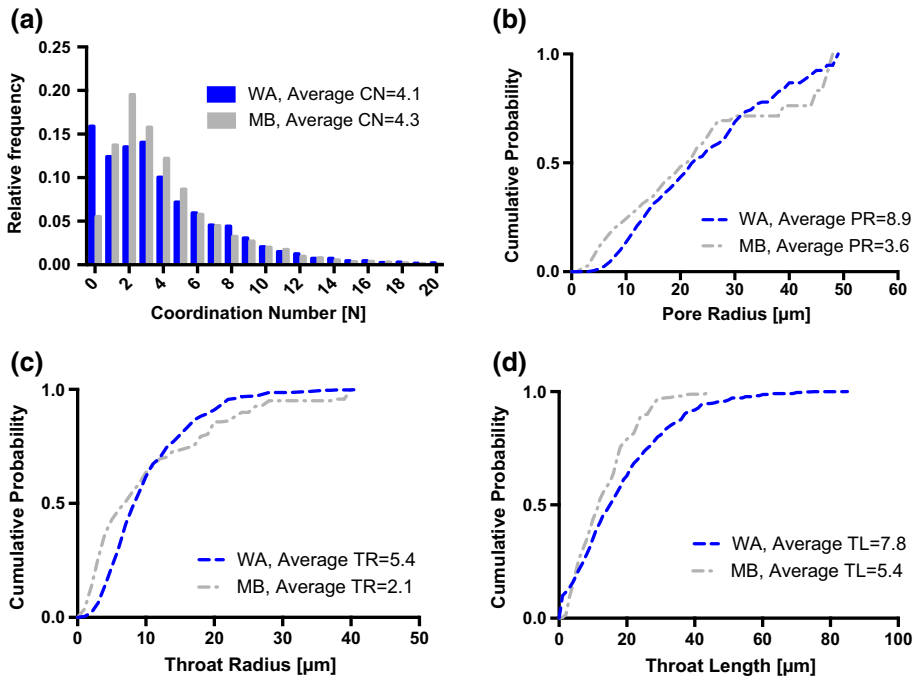 (a)
0.25
0.20
0.15
0.10
0.05
0.00
Relative frequency
WA, Average CN=4.1
MB, Average CN=4.3
0 2 4 6 8 10 12 14 16 18 20
Coordination Number [N]
(b)
1.0
0.5
0.0
Cumulative Probability
WA, Average PR=8.9
MB, Average PR=3.6
0 10 20 30 40 50 60
Pore Radius [µm]
(c)
1.0
0.5
0.0
Cumulative Probability
WA, Average TR=5.4
MB, Average TR=2.1
0 10 20 30 40 50
Throat Radius [µm]
(d)
1.0
0.5
0.0
Cumulative Probability
WA, Average TL=7.8
MB, Average TL=5.4
0 20 40 60 80 100
Throat Length [µm]